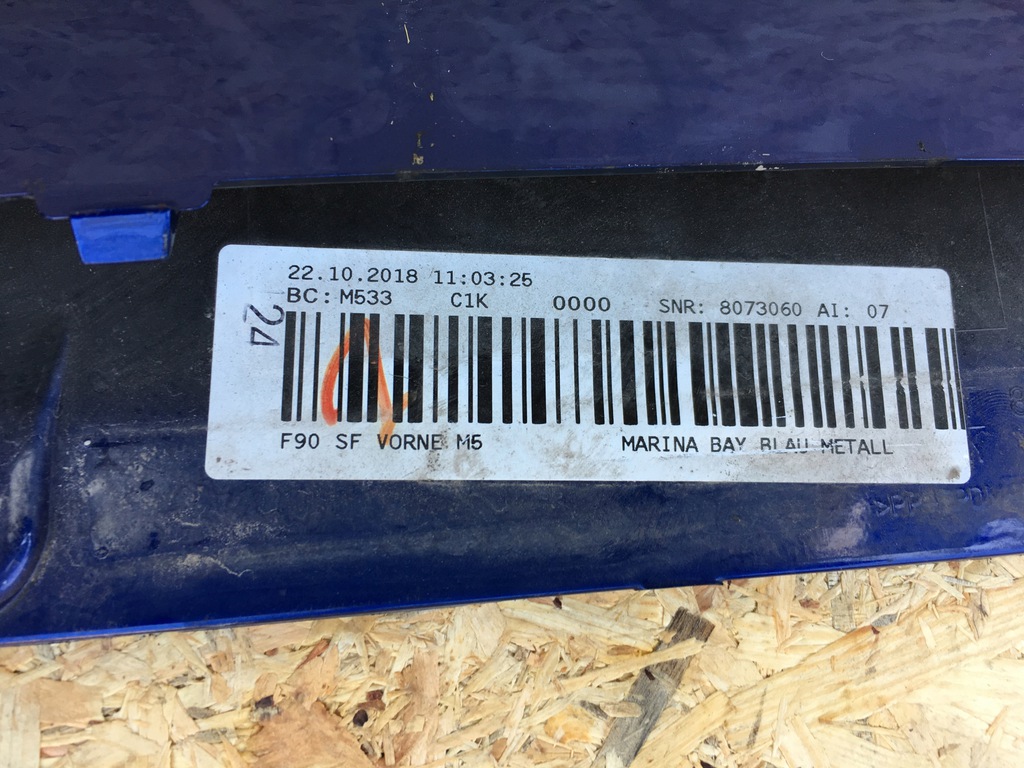 22.10.2018 11:03:25
BC: M533 C1K 0000 SNR: 8073060 AI: 07
24
F90 SF VORNE M5 MARINA BAY BLAU METALL